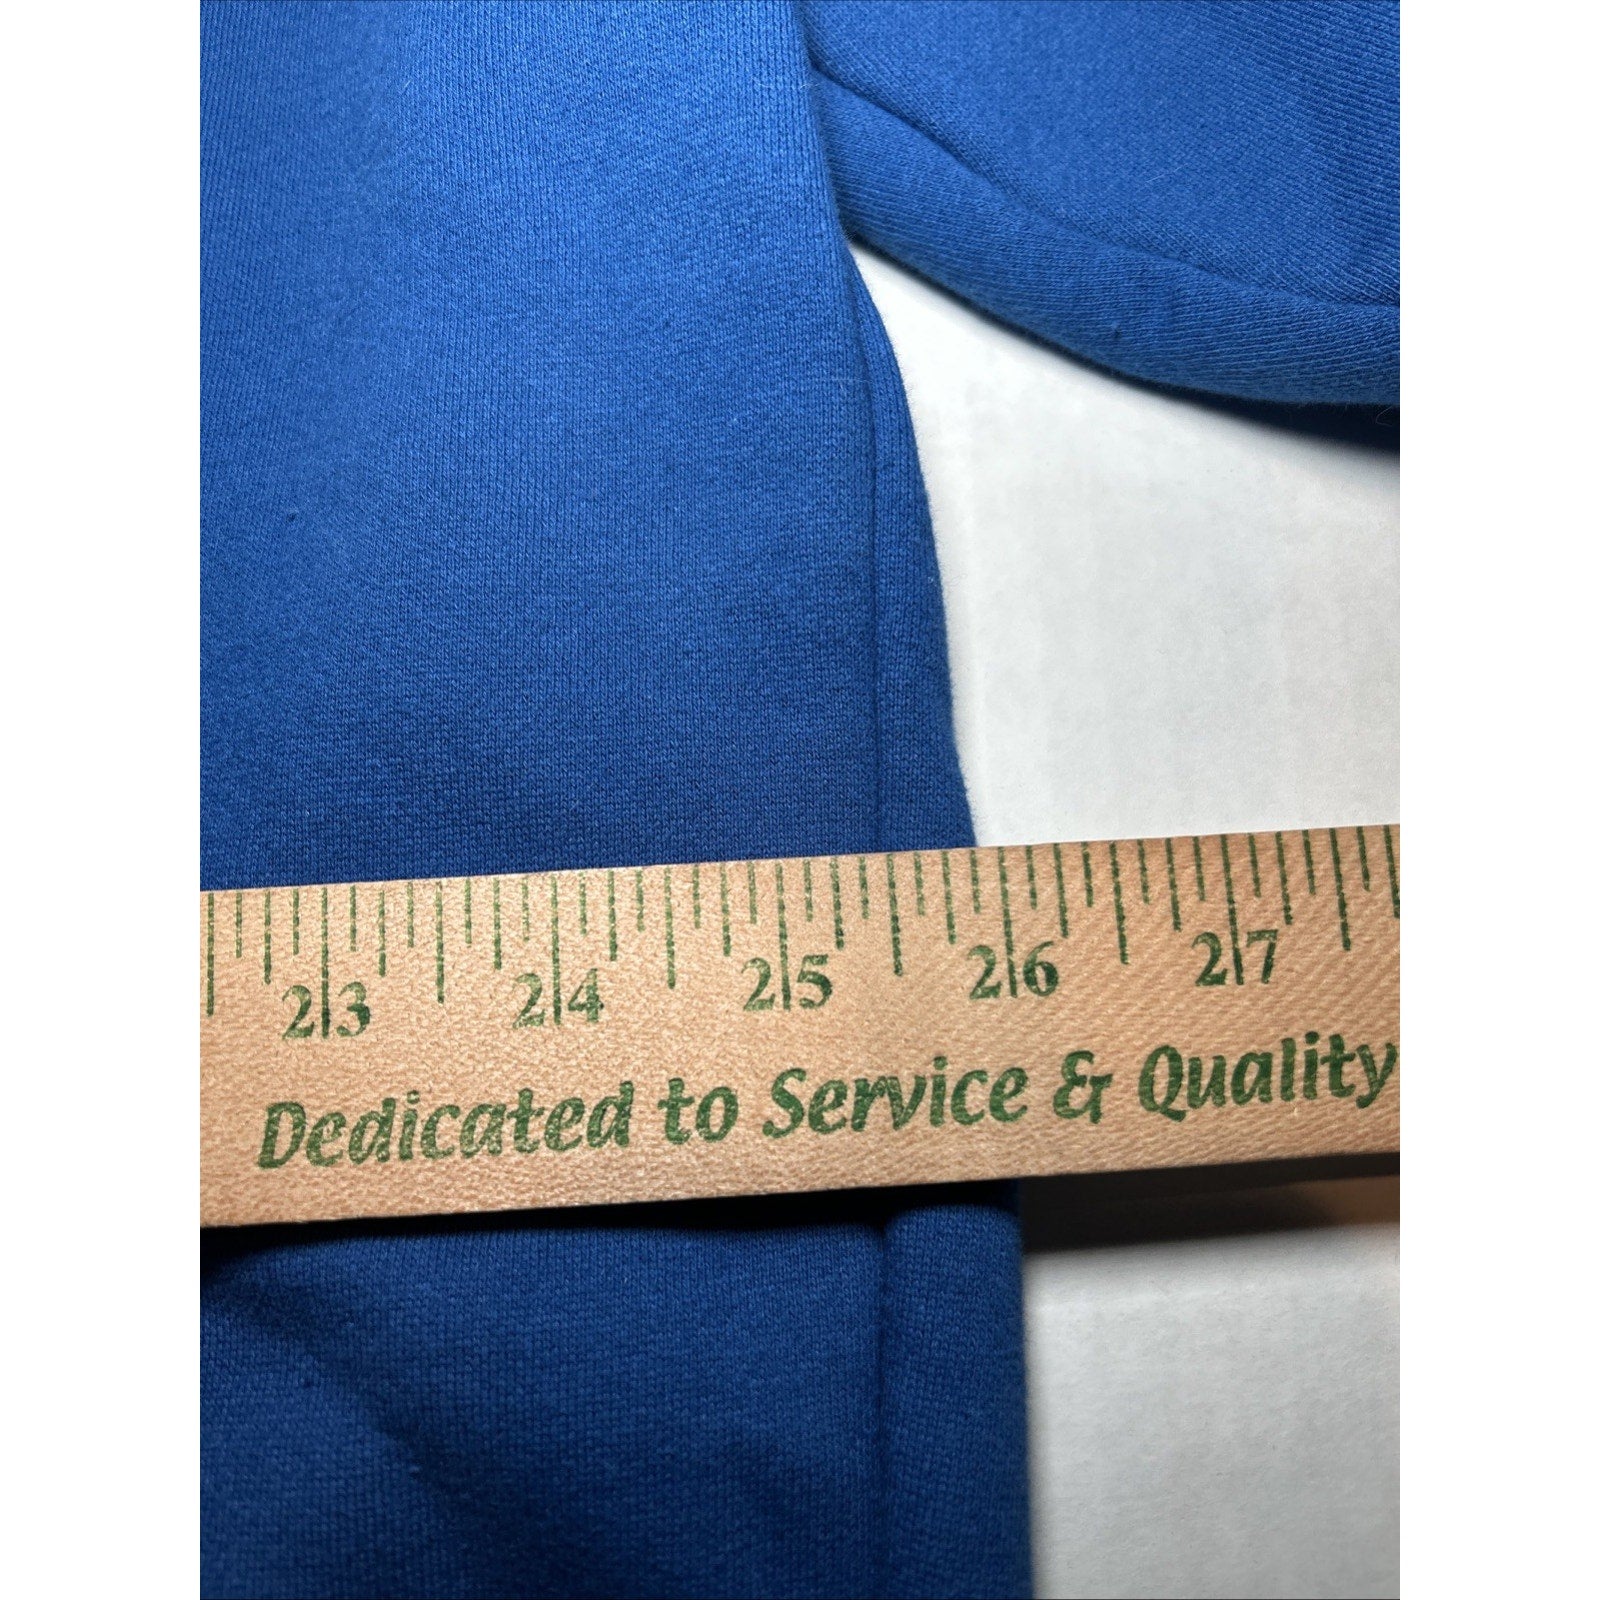 23 24 25 26 27
Dedicated to Service & Quality